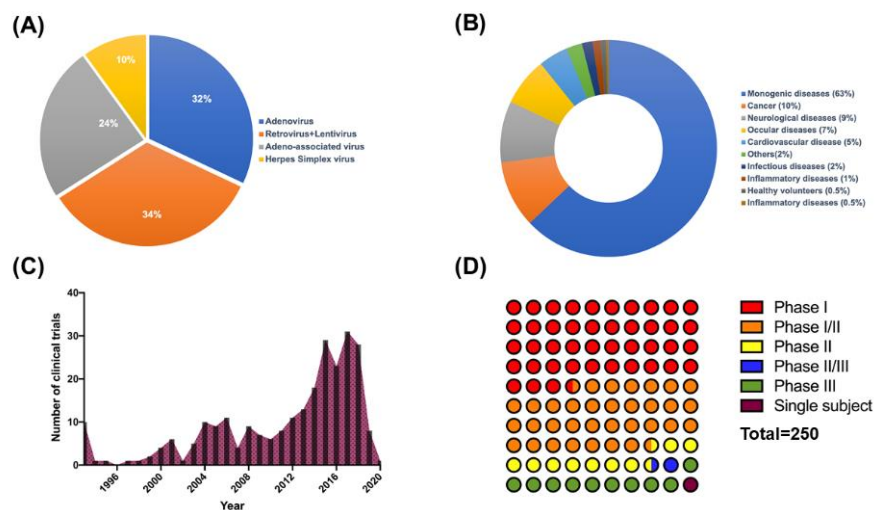 (A)
10%
32%
24%
34%
Adenovirus
Retrovirus+Lentivirus
Adeno-associated virus
Herpes Simplex virus
(B)
Monogenic diseases (63%)
Cancer (10%)
Neurological diseases (9%)
Occular diseases (7%)
Cardiovascular disease (5%)
Others(2%)
Infectious diseases (2%)
Inflammatory diseases (1%)
Healthy volunteers (0.5%)
Inflammatory diseases (0.5%)
(C)
Number of clinical trials
40
30
20
10
0
1996
2000
2004
2008
2012
2016
2020
Year
(D)
Phase I
Phase I/II
Phase II
Phase II/III
Phase III
Single subject
Total=250